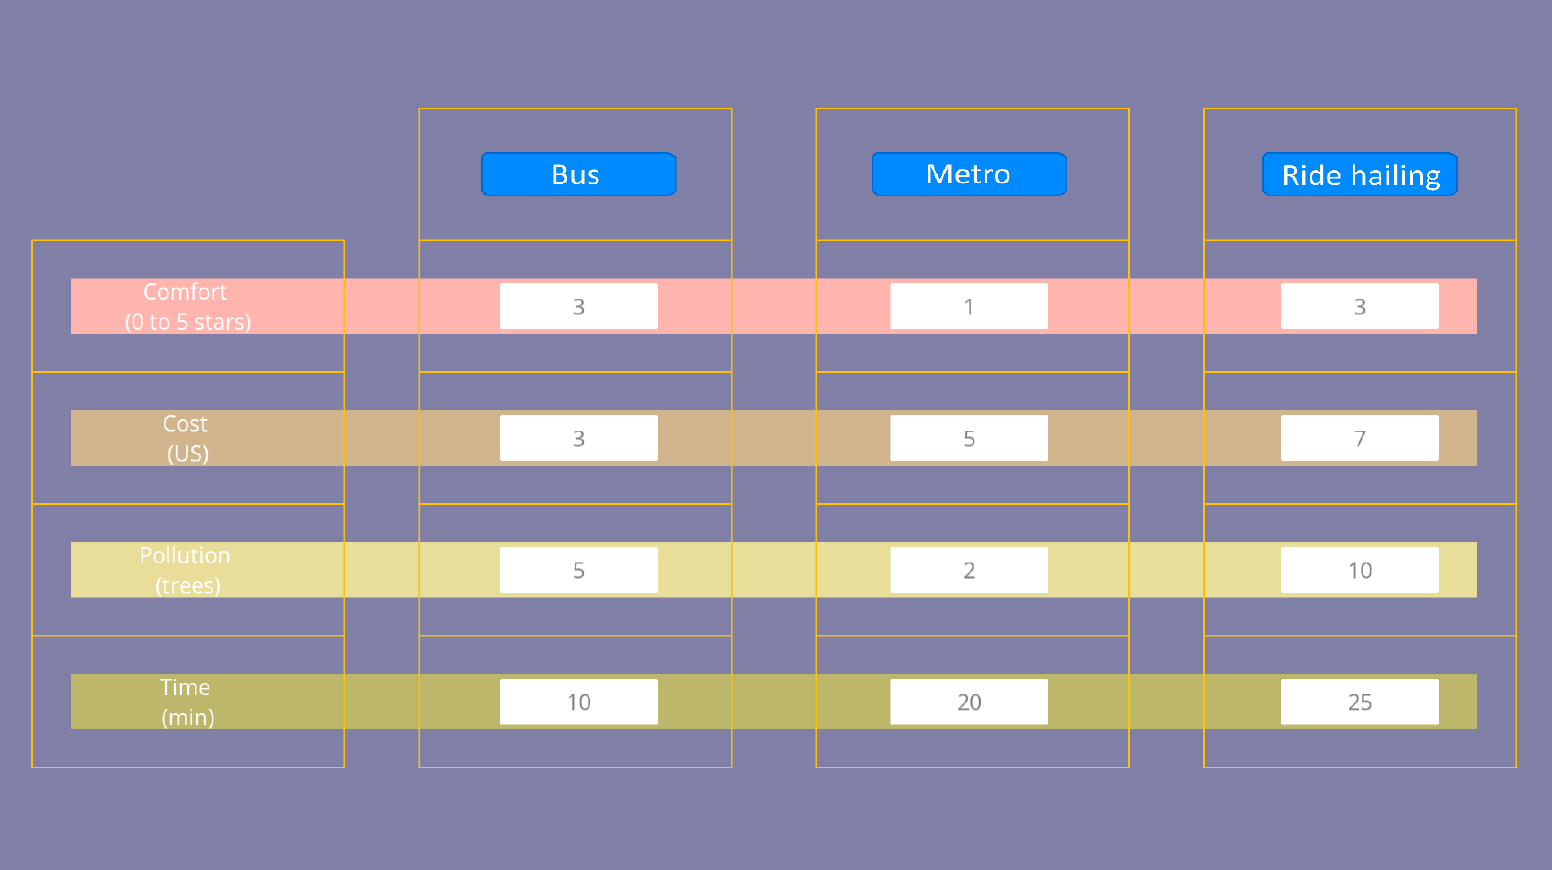 Bus
Metro
Ride hailing
Comfort
(0 to 5 stars)
3
1
3
Cost
(US)
3
5
7
Pollution
(trees)
5
2
10
Time
(min)
10
20
25